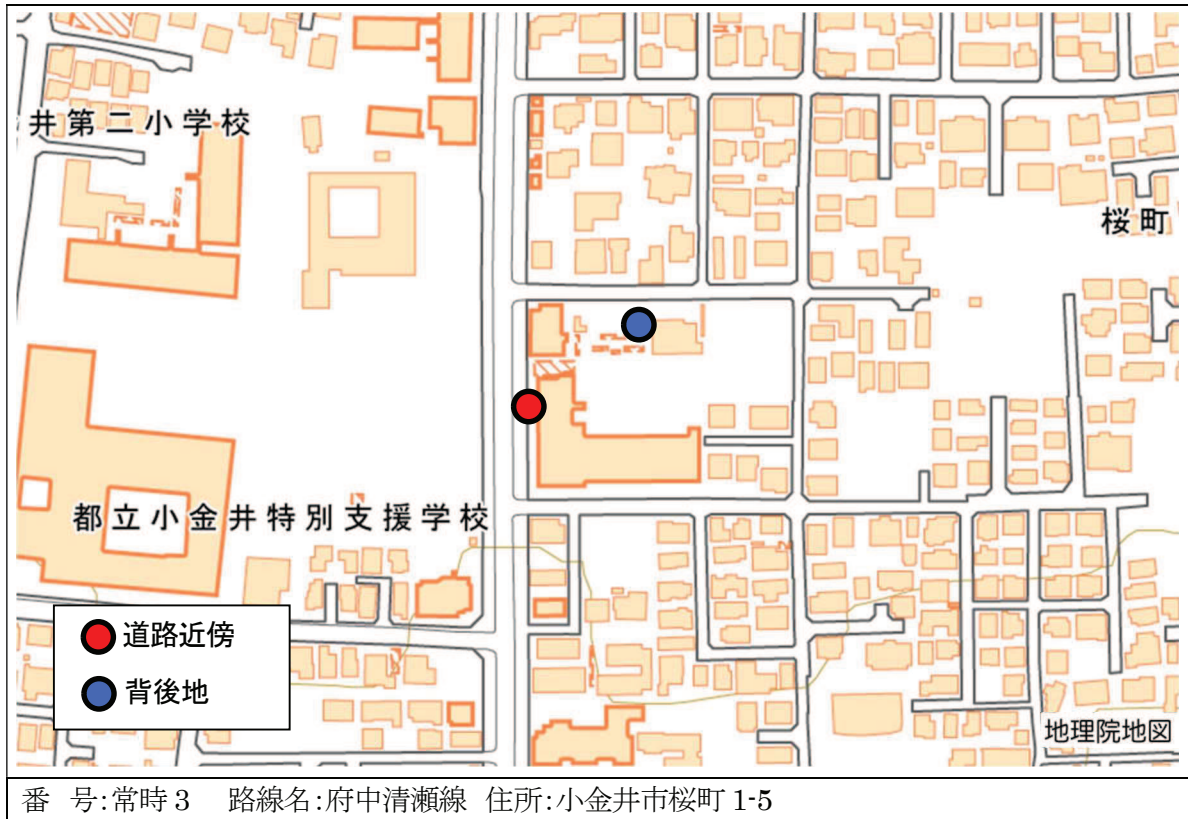 井第二小学校
桜町
都立小金井特別支援学校
道路近傍
背後地
地理院地図
番 号:常時3 路線名:府中清瀬線 住所:小金井市桜町1-5